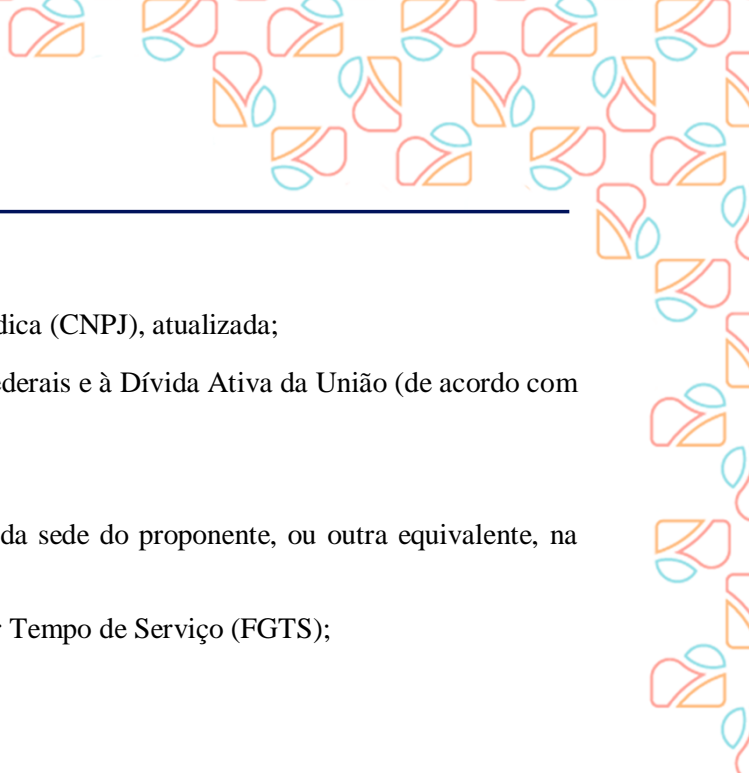 dica (CNPJ), atualizada;
ederais e à Dívida Ativa da União (de acordo com
da sede do proponente, ou outra equivalente, na
Tempo de Serviço (FGTS);